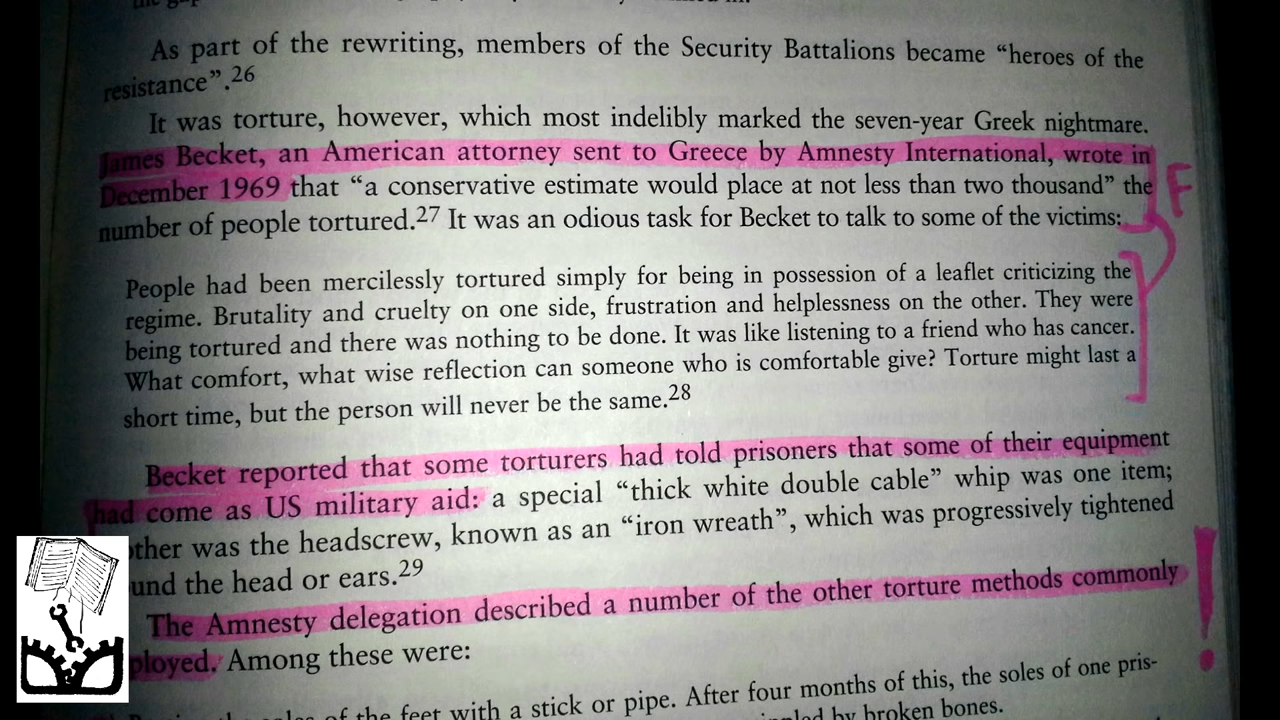 As part of the rewriting, members of the Security Battalions became “heroes of the
resistance”.26
It was torture, however, which most indelibly marked the seven-year Greek nightmare.
James Becket, an American attorney sent to Greece by Amnesty International, wrote in
December 1969 that “a conservative estimate would place at not less than two thousand” the
number of people tortured.27 It was an odious task for Becket to talk to some of the victims:
F
People had been mercilessly tortured simply for being in possession of a leaflet criticizing the
regime. Brutality and cruelty on one side, frustration and helplessness on the other. They were
being tortured and there was nothing to be done. It was like listening to a friend who has cancer.
What comfort, what wise reflection can someone who is comfortable give? Torture might last a
short time, but the person will never be the same.28
Becket reported that some torturers had told prisoners that some of their equipment
had come as US military aid: a special “thick white double cable” whip was one item;
other was the headscrew, known as an “iron wreath”, which was progressively tightened
und the head or ears.29
The Amnesty delegation described a number of the other torture methods commonly
ployed. Among these were:
!
of the feet with a stick or pipe. After four months of this, the soles of one pris-
by broken bones.